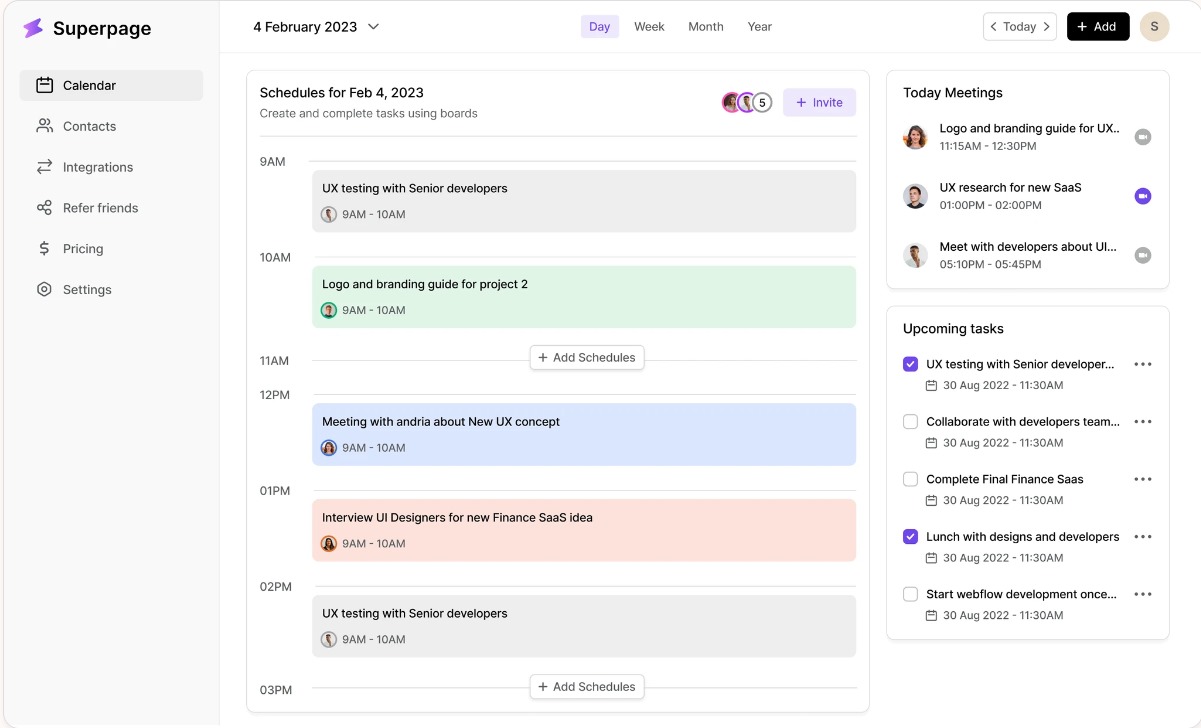 Superpage
Calendar
Contacts
Integrations
Refer friends
Pricing
Settings
4 February 2023
Day Week Month Year
Today
+ Add
S
Schedules for Feb 4, 2023
Create and complete tasks using boards
5
+ Invite
9AM
UX testing with Senior developers
9AM - 10AM
10AM
Logo and branding guide for project 2
9AM - 10AM
11AM
+ Add Schedules
12PM
Meeting with andria about New UX concept
9AM - 10AM
01PM
Interview UI Designers for new Finance SaaS idea
9AM - 10AM
02PM
UX testing with Senior developers
9AM - 10AM
03PM
+ Add Schedules
Today Meetings
Logo and branding guide for UX..
11:15AM - 12:30PM
UX research for new SaaS
01:00PM - 02:00PM
Meet with developers about UI...
05:10PM - 05:45PM
Upcoming tasks
UX testing with Senior developer...
30 Aug 2022 - 11:30AM
Collaborate with developers team...
30 Aug 2022 - 11:30AM
Complete Final Finance Saas
30 Aug 2022 - 11:30AM
Lunch with designs and developers
30 Aug 2022 - 11:30AM
Start webflow development once...
30 Aug 2022 - 11:30AM